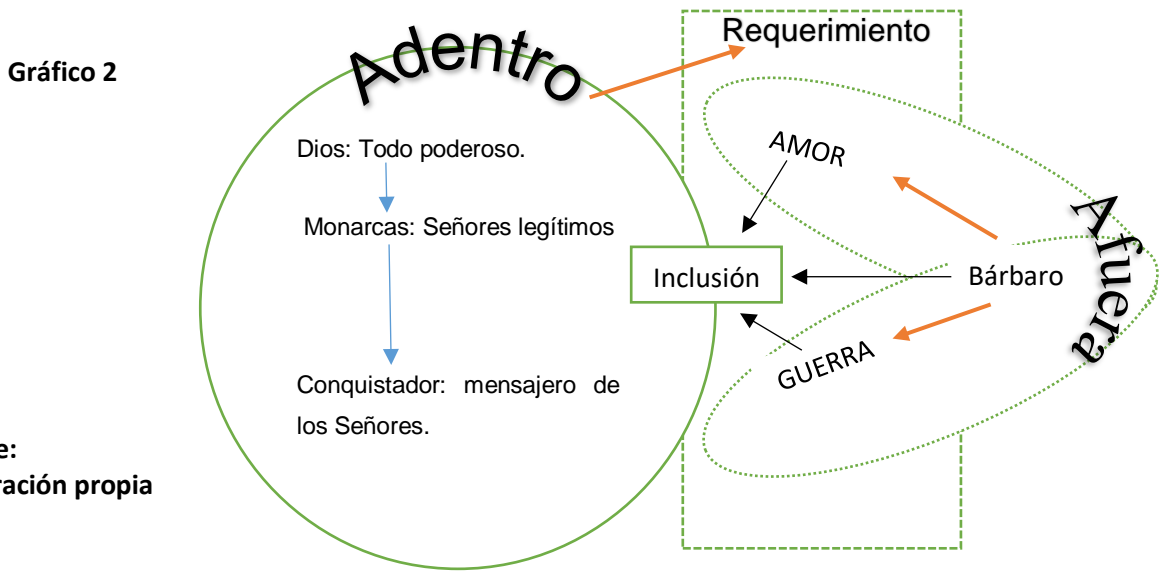 Gráfico 2
Adentro
Requerimiento
Dios: Todo poderoso.
AMOR
Monarcas: Señores legítimos
Inclusión
Bárbaro
Afuera
GUERRA
Conquistador: mensajero de
los Señores.
e:
ración propia